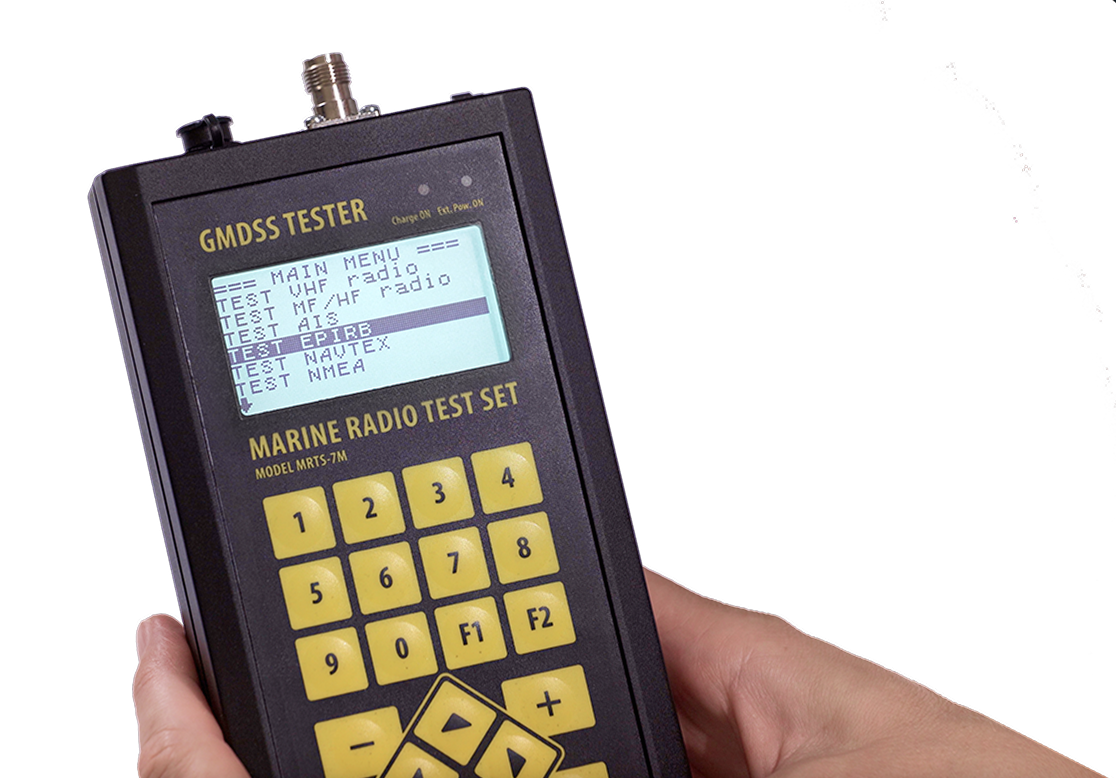 GMDSS TESTER
Charge ON Ext. Pow. ON
=== MAIN MENU ===
TEST VHF radio
TEST MF/HF radio
TEST AIS
TEST EPIRB
TEST NAVTEX
TEST NMEA
MARINE RADIO TEST SET
MODEL MRTS-7M
1 2 3 4
5 6 7 8
9 0 F1 F2
− +